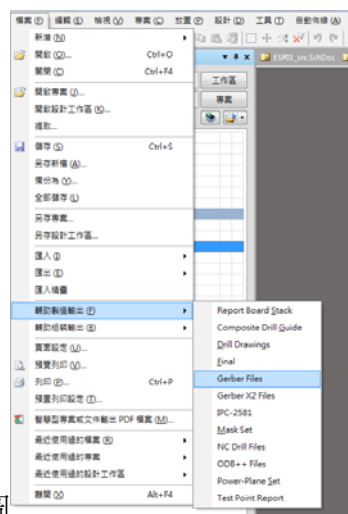 檔案(F) 編輯(E) 檢視(V) 專案(C) 放置(P) 設計(D) 工具(T) 自動佈線(A)
新增(N)
開啟(O)... Ctrl+O
關閉(C) Ctrl+F4
開啟專案(J)...
開啟設計工作區(K)...
提取...
儲存(S) Ctrl+S
另存新檔(A)...
備份為(Y)...
全部儲存(L)
另存專案...
另存設計工作區...
匯入(I)
匯出(E)
匯入精靈
輔助製造輸出(F)
輔助組裝輸出(B)
頁面設定(U)...
預覽列印(V)...
列印(P)... Ctrl+P
預置列印設定(T)...
智慧型專案或文件輸出 PDF 檔案(M)...
最近使用過的檔案(R)
最近使用過的專案
最近使用過的設計工作區
離開(X) Alt+F4
ESP01_srv.SchDoc
工作區
專案
Report Board Stack
Composite Drill Guide
Drill Drawings
Final
Gerber Files
Gerber X2 Files
IPC-2581
Mask Set
NC Drill Files
ODB++ Files
Power-Plane Set
Test Point Report